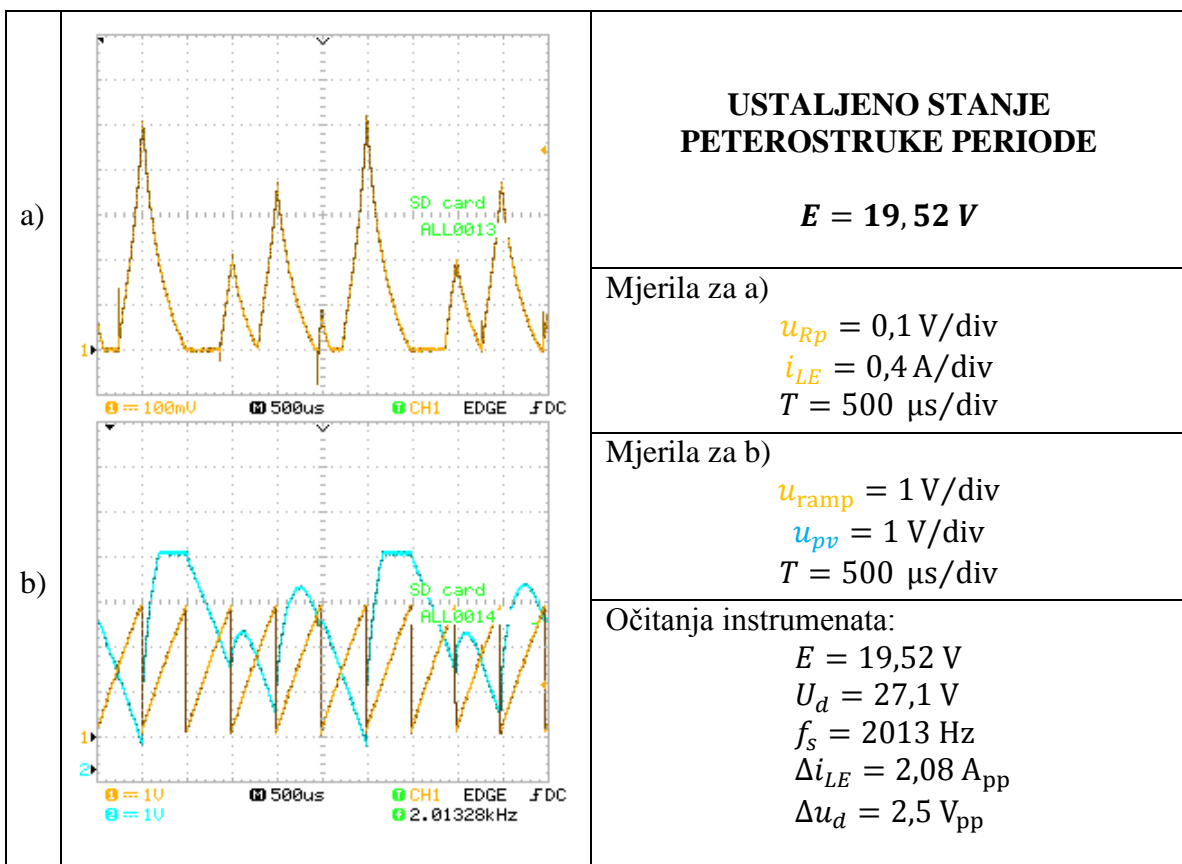 a)
SD card
ALL0013
1
1 100mV M 500us T CH1 EDGE DC
USTALJENO STANJE
PETEROSTRUKE PERIODE
E = 19,52 V
Mjerila za a)
u_Rp = 0,1 V/div
i_LE = 0,4 A/div
T = 500 μs/div
b)
SD card
ALL0014
1
2
1 1V M 500us T CH1 EDGE DC
2 1V f 2.01328kHz
Mjerila za b)
u_ramp = 1 V/div
u_pv = 1 V/div
T = 500 μs/div
Očitanja instrumenata:
E = 19,52 V
U_d = 27,1 V
f_s = 2013 Hz
Δi_LE = 2,08 A_pp
Δu_d = 2,5 V_pp